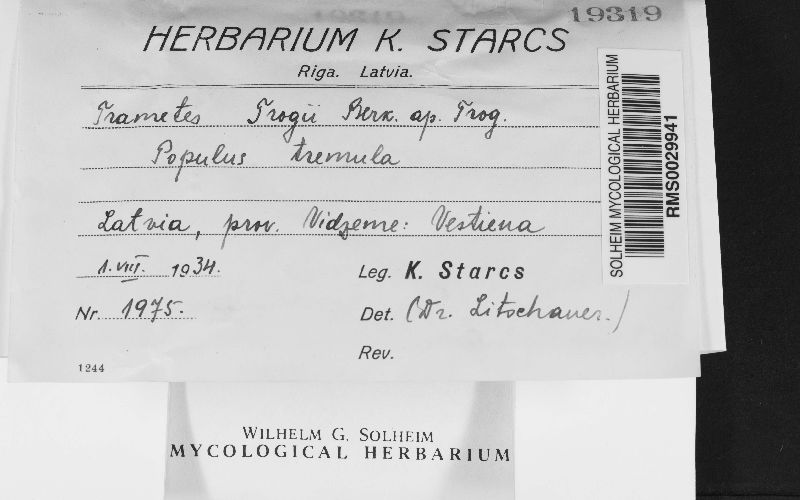 19319
HERBARIUM K. STARCS
Riga. Latvia.
Trametes Trogii Berk. ap. Trog.
Populus tremula
Latvia, prov. Vidzeme: Vestiena
1. VIII. 1934.
Leg. K. Starcs
Nr. 1975.
Det. (Dr. Litschauer.)
Rev.
1244
SOLHEIM MYCOLOGICAL HERBARIUM
RMS0029941
WILHELM G. SOLHEIM
MYCOLOGICAL HERBARIUM